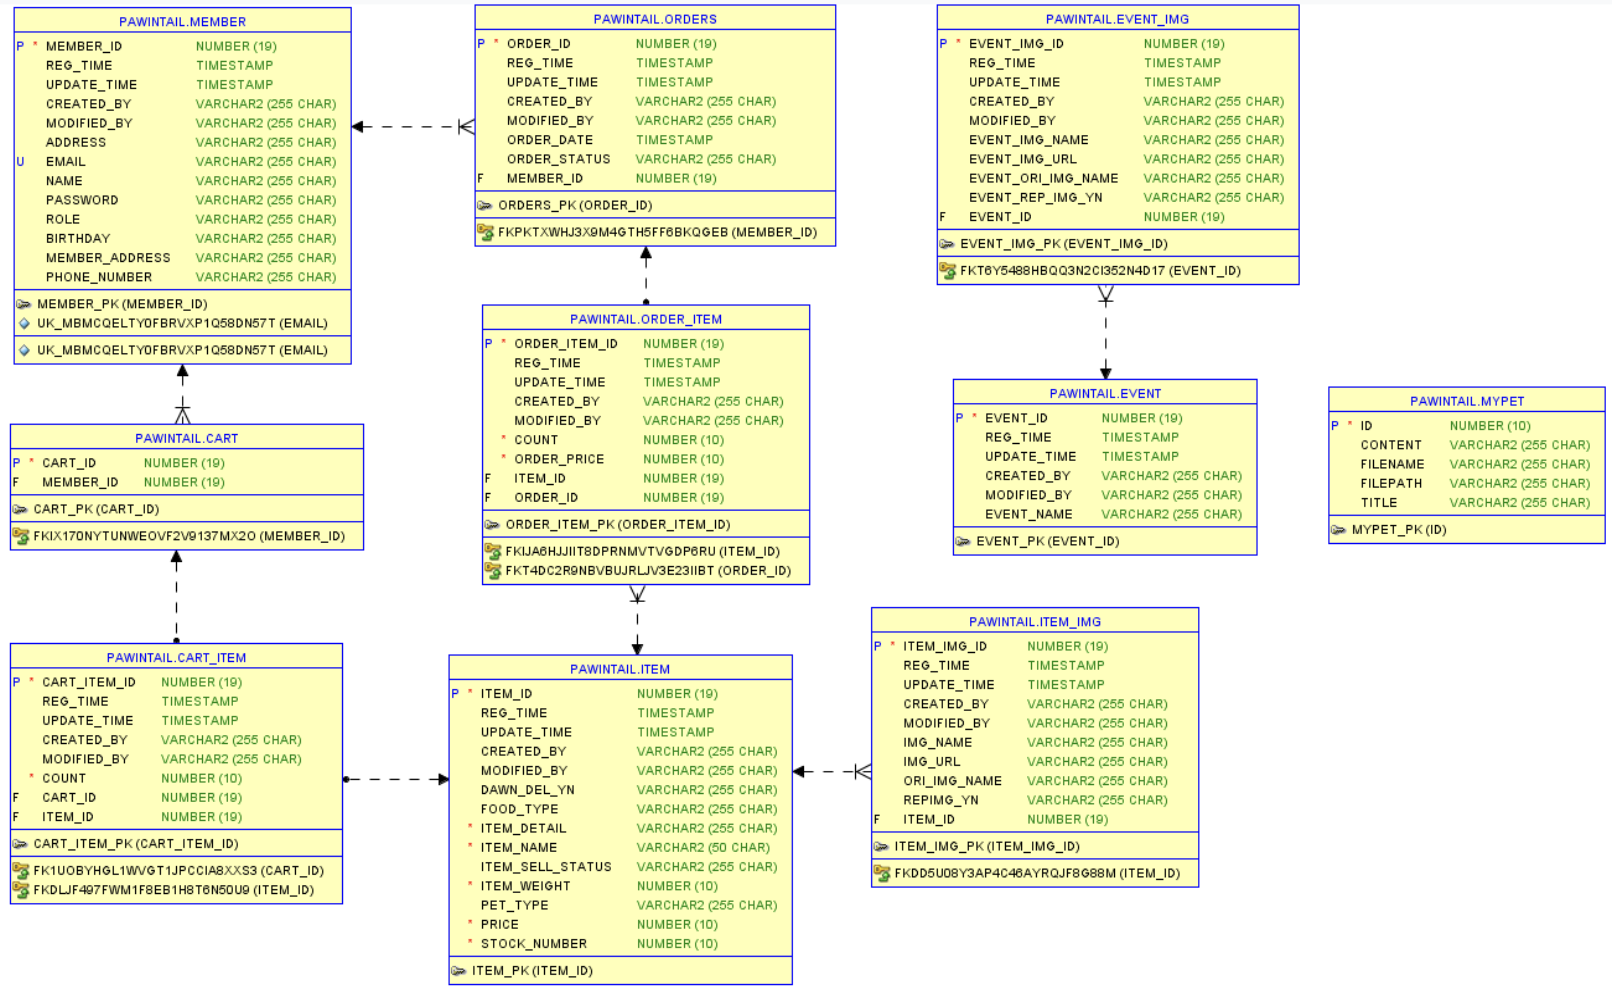 PAWINTAIL.MEMBER
P * MEMBER_ID NUMBER (19)
REG_TIME TIMESTAMP
UPDATE_TIME TIMESTAMP
CREATED_BY VARCHAR2 (255 CHAR)
MODIFIED_BY VARCHAR2 (255 CHAR)
ADDRESS VARCHAR2 (255 CHAR)
U EMAIL VARCHAR2 (255 CHAR)
NAME VARCHAR2 (255 CHAR)
PASSWORD VARCHAR2 (255 CHAR)
ROLE VARCHAR2 (255 CHAR)
BIRTHDAY VARCHAR2 (255 CHAR)
MEMBER_ADDRESS VARCHAR2 (255 CHAR)
PHONE_NUMBER VARCHAR2 (255 CHAR)
MEMBER_PK (MEMBER_ID)
UK_MBMCQELTY0FBRVXP1Q58DN57T (EMAIL)
UK_MBMCQELTY0FBRVXP1Q58DN57T (EMAIL)
PAWINTAIL.ORDERS
P * ORDER_ID NUMBER (19)
REG_TIME TIMESTAMP
UPDATE_TIME TIMESTAMP
CREATED_BY VARCHAR2 (255 CHAR)
MODIFIED_BY VARCHAR2 (255 CHAR)
ORDER_DATE TIMESTAMP
ORDER_STATUS VARCHAR2 (255 CHAR)
F MEMBER_ID NUMBER (19)
ORDERS_PK (ORDER_ID)
FKPKTXWHJ3X9M4GTH5FF6BKQGEB (MEMBER_ID)
PAWINTAIL.EVENT_IMG
P * EVENT_IMG_ID NUMBER (19)
REG_TIME TIMESTAMP
UPDATE_TIME TIMESTAMP
CREATED_BY VARCHAR2 (255 CHAR)
MODIFIED_BY VARCHAR2 (255 CHAR)
EVENT_IMG_NAME VARCHAR2 (255 CHAR)
EVENT_IMG_URL VARCHAR2 (255 CHAR)
EVENT_ORI_IMG_NAME VARCHAR2 (255 CHAR)
EVENT_REP_IMG_YN VARCHAR2 (255 CHAR)
F EVENT_ID NUMBER (19)
EVENT_IMG_PK (EVENT_IMG_ID)
FKT6Y5488HBQQ3N2CI352N4D17 (EVENT_ID)
PAWINTAIL.CART
P * CART_ID NUMBER (19)
F MEMBER_ID NUMBER (19)
CART_PK (CART_ID)
FKIX170NYTUNWEOVF2V9137MX2O (MEMBER_ID)
PAWINTAIL.ORDER_ITEM
P * ORDER_ITEM_ID NUMBER (19)
REG_TIME TIMESTAMP
UPDATE_TIME TIMESTAMP
CREATED_BY VARCHAR2 (255 CHAR)
MODIFIED_BY VARCHAR2 (255 CHAR)
* COUNT NUMBER (10)
* ORDER_PRICE NUMBER (10)
F ITEM_ID NUMBER (19)
F ORDER_ID NUMBER (19)
ORDER_ITEM_PK (ORDER_ITEM_ID)
FKIJA6HJJIIT8DPRNMVTVGDP6RU (ITEM_ID)
FKT4DC2R9NBVBUJRLJV3E23IIBT (ORDER_ID)
PAWINTAIL.EVENT
P * EVENT_ID NUMBER (19)
REG_TIME TIMESTAMP
UPDATE_TIME TIMESTAMP
CREATED_BY VARCHAR2 (255 CHAR)
MODIFIED_BY VARCHAR2 (255 CHAR)
EVENT_NAME VARCHAR2 (255 CHAR)
EVENT_PK (EVENT_ID)
PAWINTAIL.MYPET
P * ID NUMBER (10)
CONTENT VARCHAR2 (255 CHAR)
FILENAME VARCHAR2 (255 CHAR)
FILEPATH VARCHAR2 (255 CHAR)
TITLE VARCHAR2 (255 CHAR)
MYPET_PK (ID)
PAWINTAIL.CART_ITEM
P * CART_ITEM_ID NUMBER (19)
REG_TIME TIMESTAMP
UPDATE_TIME TIMESTAMP
CREATED_BY VARCHAR2 (255 CHAR)
MODIFIED_BY VARCHAR2 (255 CHAR)
* COUNT NUMBER (10)
F CART_ID NUMBER (19)
F ITEM_ID NUMBER (19)
CART_ITEM_PK (CART_ITEM_ID)
FK1UOBYHGL1WVGT1JPCCIA8XXS3 (CART_ID)
FKDLJF497FWM1F8EB1H8T6N50U9 (ITEM_ID)
PAWINTAIL.ITEM
P * ITEM_ID NUMBER (19)
REG_TIME TIMESTAMP
UPDATE_TIME TIMESTAMP
CREATED_BY VARCHAR2 (255 CHAR)
MODIFIED_BY VARCHAR2 (255 CHAR)
DAWN_DEL_YN VARCHAR2 (255 CHAR)
FOOD_TYPE VARCHAR2 (255 CHAR)
* ITEM_DETAIL VARCHAR2 (255 CHAR)
* ITEM_NAME VARCHAR2 (50 CHAR)
ITEM_SELL_STATUS VARCHAR2 (255 CHAR)
* ITEM_WEIGHT NUMBER (10)
PET_TYPE VARCHAR2 (255 CHAR)
* PRICE NUMBER (10)
* STOCK_NUMBER NUMBER (10)
ITEM_PK (ITEM_ID)
PAWINTAIL.ITEM_IMG
P * ITEM_IMG_ID NUMBER (19)
REG_TIME TIMESTAMP
UPDATE_TIME TIMESTAMP
CREATED_BY VARCHAR2 (255 CHAR)
MODIFIED_BY VARCHAR2 (255 CHAR)
IMG_NAME VARCHAR2 (255 CHAR)
IMG_URL VARCHAR2 (255 CHAR)
ORI_IMG_NAME VARCHAR2 (255 CHAR)
REPIMG_YN VARCHAR2 (255 CHAR)
F ITEM_ID NUMBER (19)
ITEM_IMG_PK (ITEM_IMG_ID)
FKDD5U08Y3AP4C46AYRQJF8G88M (ITEM_ID)